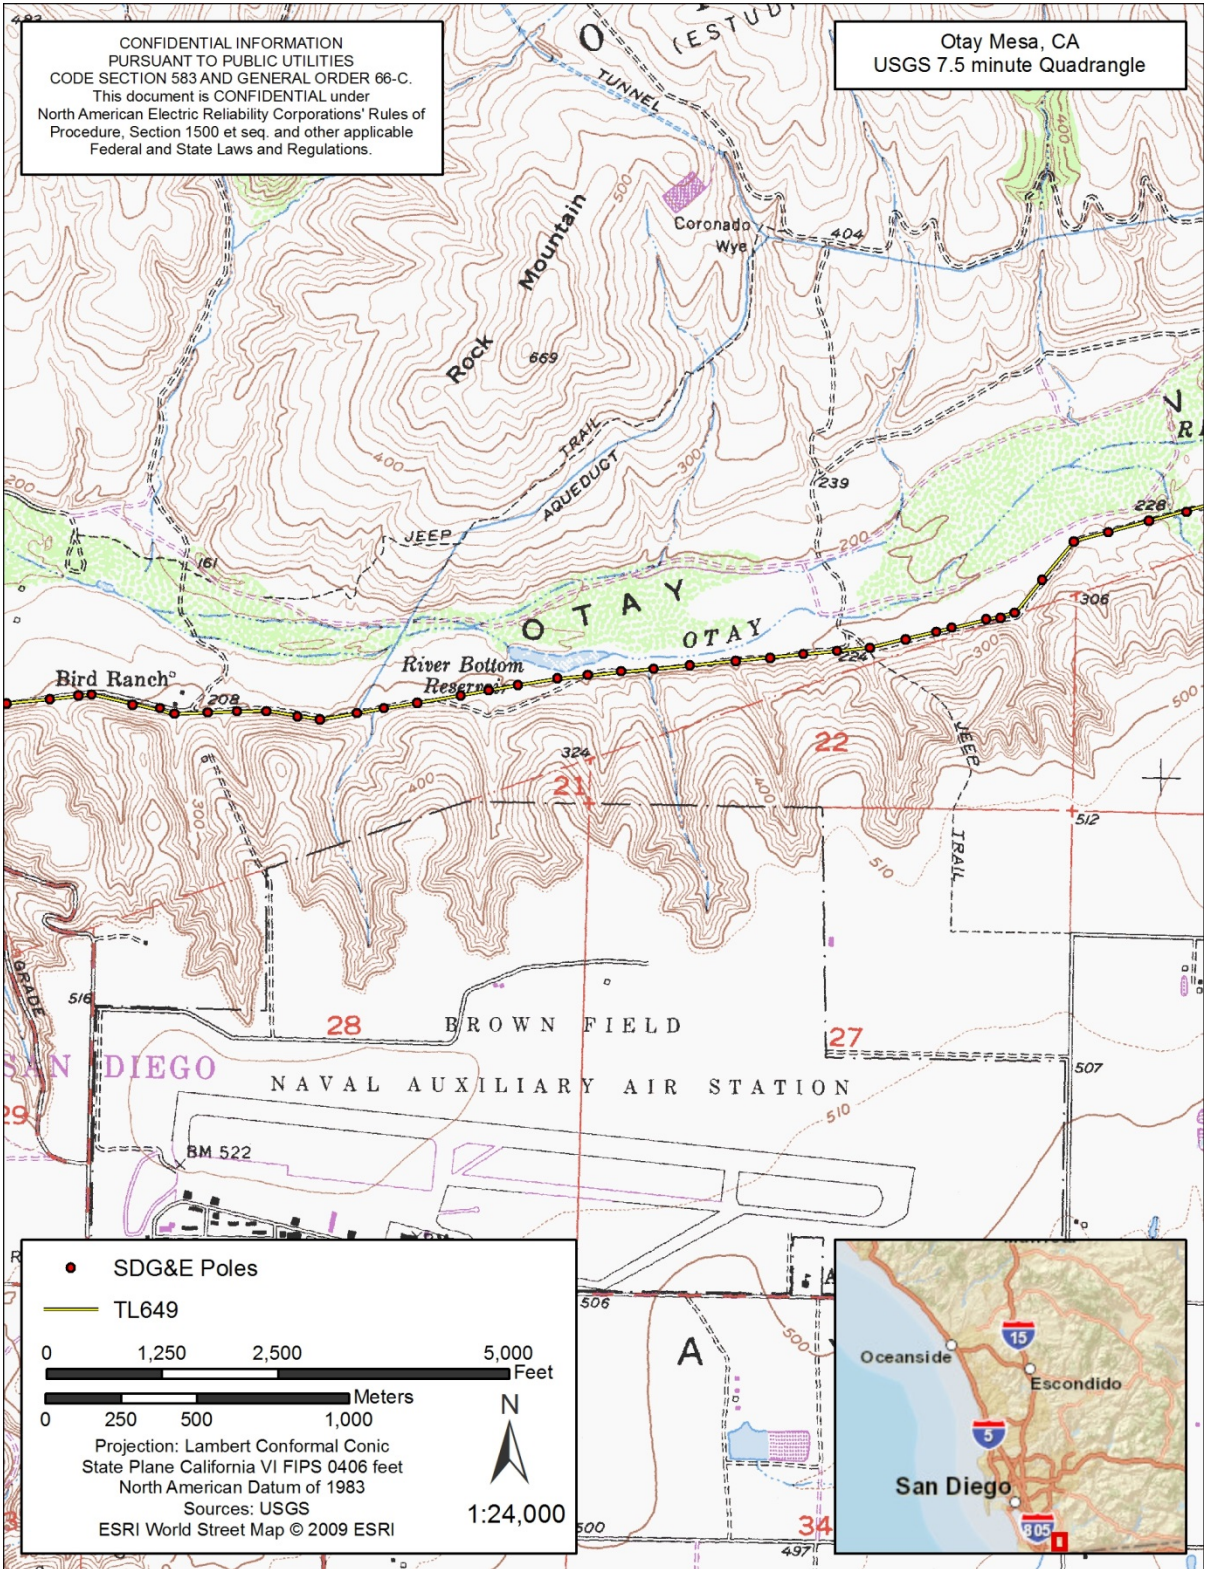 CONFIDENTIAL INFORMATION
PURSUANT TO PUBLIC UTILITIES
CODE SECTION 583 AND GENERAL ORDER 66-C.
This document is CONFIDENTIAL under
North American Electric Reliability Corporations' Rules of
Procedure, Section 1500 et seq. and other applicable
Federal and State Laws and Regulations.
Otay Mesa, CA
USGS 7.5 minute Quadrangle
O
(ESTUDI
TUNNEL
400
500
Coronado
Wye
404
Rock Mountain
669
TRAIL
AQUEDUCT
JEEP
400
300
239
200
200
161
V
RI
228
306
OTAY
OTAY
224
300
River Bottom
Reservoir
Bird Ranch
208
500
324
21
22
JEEP
TRAIL
400
400
300
512
510
GRADE
516
28
BROWN FIELD
27
SAN DIEGO
NAVAL AUXILIARY AIR STATION
507
29
510
BM 522
506
500
A
34
500
497
SDG&E Poles
TL649
0 1,250 2,500 5,000
Feet
Meters
0 250 500 1,000
Projection: Lambert Conformal Conic
State Plane California VI FIPS 0406 feet
North American Datum of 1983
Sources: USGS
ESRI World Street Map © 2009 ESRI
N
1:24,000
15
Oceanside
Escondido
5
San Diego
805